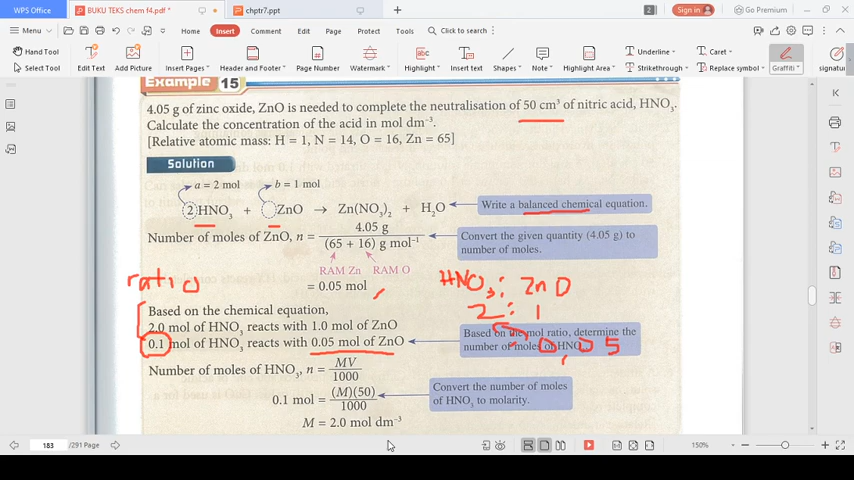 WPS Office
BUKU TEKS chem f4.pdf *
chptr7.ppt
2
Sign in
Go Premium
Menu
Home
Insert
Comment
Edit
Page
Protect
Tools
Click to search
Hand Tool
Select Tool
Edit Text
Add Text
Edit Image
Insert Pages
Header & Footer
Page Number
Watermark
Highlight
Insert Text
Shapes
Note
Underline
Strikethrough
Highlight Area
Caret
Replace symbol
Graffiti
signatu
Example 15
4.05 g of zinc oxide, ZnO is needed to complete the neutralisation of 50 cm³ of nitric acid, HNO₃.
Calculate the concentration of the acid in mol dm⁻³.
[Relative atomic mass: H = 1, N = 14, O = 16, Zn = 65]
Solution
a = 2 mol b = 1 mol
2 HNO₃ + ZnO → Zn(NO₃)₂ + H₂O
Write a balanced chemical equation.
Number of moles of ZnO, n = 4.05 g / (65 + 16) g mol⁻¹
Convert the given quantity (4.05 g) to
number of moles.
RAM Zn RAM O
= 0.05 mol
ratio
HNO₃ : ZnO
2 : 1
: 0.05
Based on the chemical equation,
2.0 mol of HNO₃ reacts with 1.0 mol of ZnO
0.1 mol of HNO₃ reacts with 0.05 mol of ZnO
Based on the mol ratio, determine the
number of moles of HNO₃.
Number of moles of HNO₃, n = MV / 1000
0.1 mol = (M)(50) / 1000
Convert the number of moles
of HNO₃ to molarity.
M = 2.0 mol dm⁻³
183 /291 Page
150%